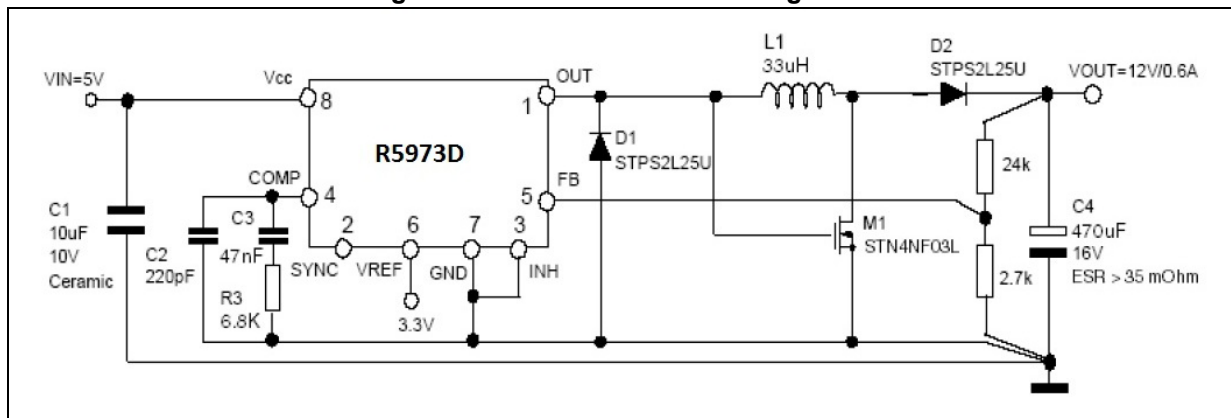 D2
STPS2L25U
L1
33uH
VIN=5V
Vcc
OUT
VOUT=12V/0.6A
8
1
D1
STPS2L25U
R5973D
24k
COMP
FB
4
5
C1
10uF
10V
Ceramic
C2
220pF
C3
47nF
2
6
7
3
SYNC
VREF
GND
INH
M1
STN4NF03L
C4
470uF
16V
ESR > 35 mOhm
2.7k
R3
6.8K
3.3V